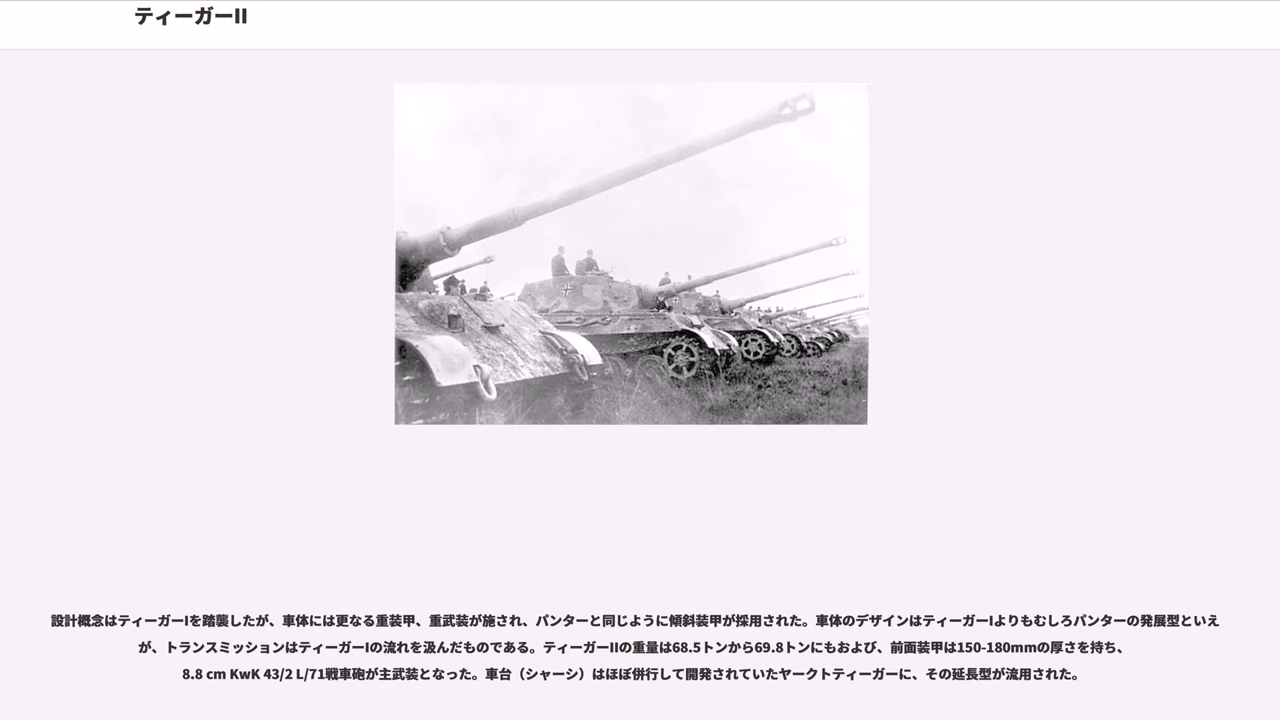 ティーガーII
設計概念はティーガーIを踏襲したが、車体には更なる重装甲、重武装が施され、パンターと同じように傾斜装甲が採用された。車体のデザインはティーガーIよりもむしろパンターの発展型といえ
が、トランスミッションはティーガーIの流れを汲んだものである。ティーガーIIの重量は68.5トンから69.8トンにもおよび、前面装甲は150-180mmの厚さを持ち、
8.8 cm KwK 43/2 L/71戦車砲が主武装となった。車台（シャーシ）はほぼ併行して開発されていたヤークトティーガーに、その延長型が流用された。